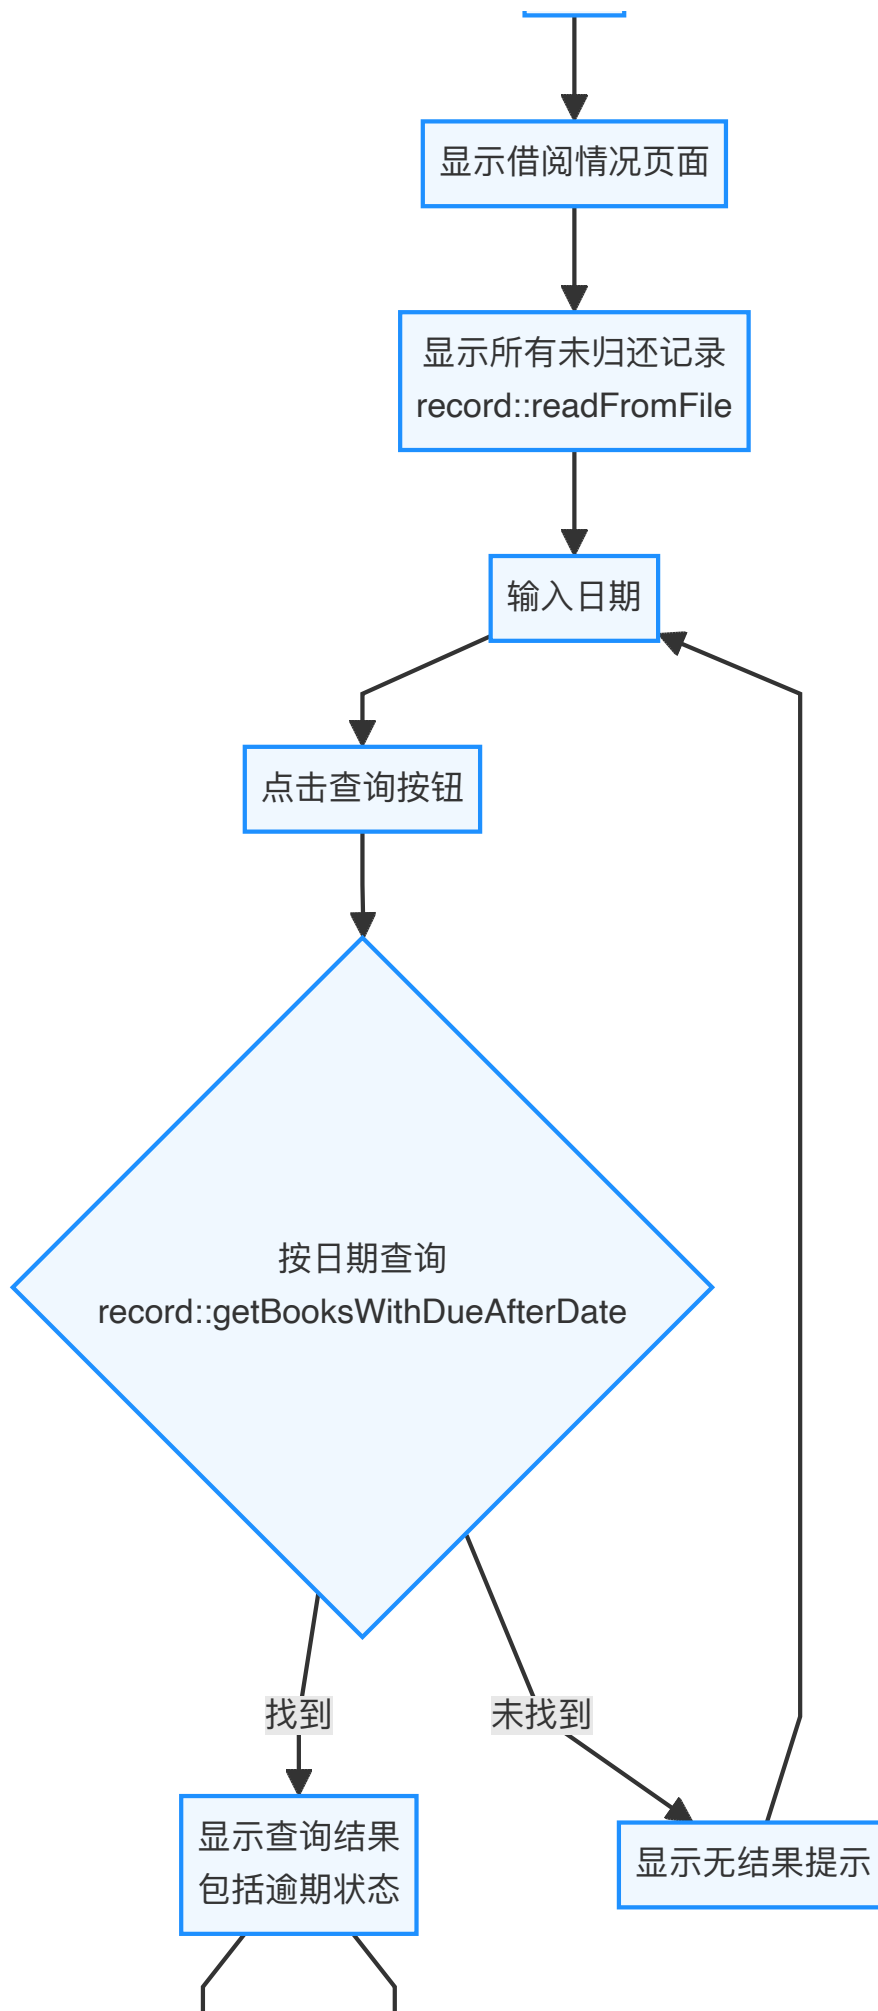 显示借阅情况页面
显示所有未归还记录
record::readFromFile
输入日期
点击查询按钮
按日期查询
record::getBooksWithDueAfterDate
找到
未找到
显示查询结果
包括逾期状态
显示无结果提示